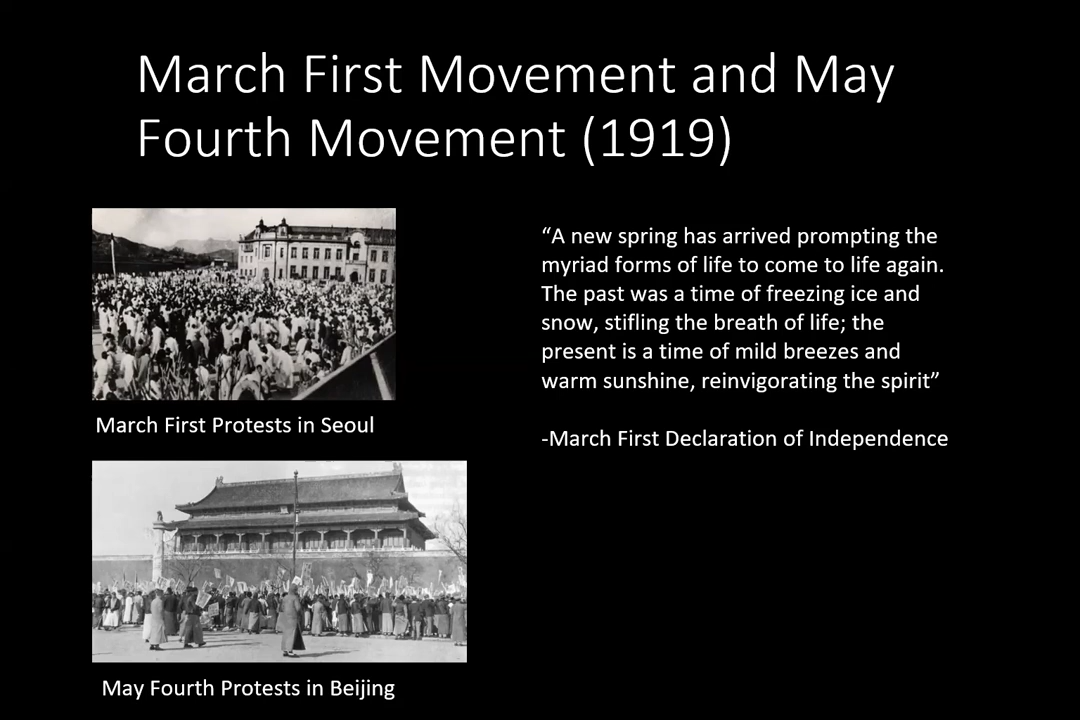 March First Movement and May
Fourth Movement (1919)
“A new spring has arrived prompting the
myriad forms of life to come to life again.
The past was a time of freezing ice and
snow, stifling the breath of life; the
present is a time of mild breezes and
warm sunshine, reinvigorating the spirit”
-March First Declaration of Independence
March First Protests in Seoul
May Fourth Protests in Beijing